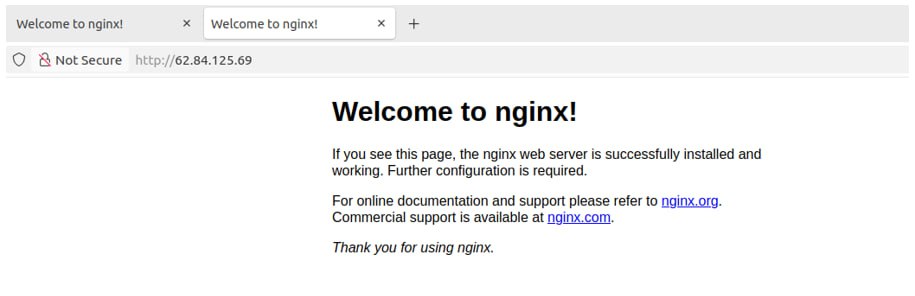 Welcome to nginx!
Welcome to nginx!
Not Secure http://62.84.125.69
Welcome to nginx!
If you see this page, the nginx web server is successfully installed and
working. Further configuration is required.
For online documentation and support please refer to nginx.org.
Commercial support is available at nginx.com.
Thank you for using nginx.